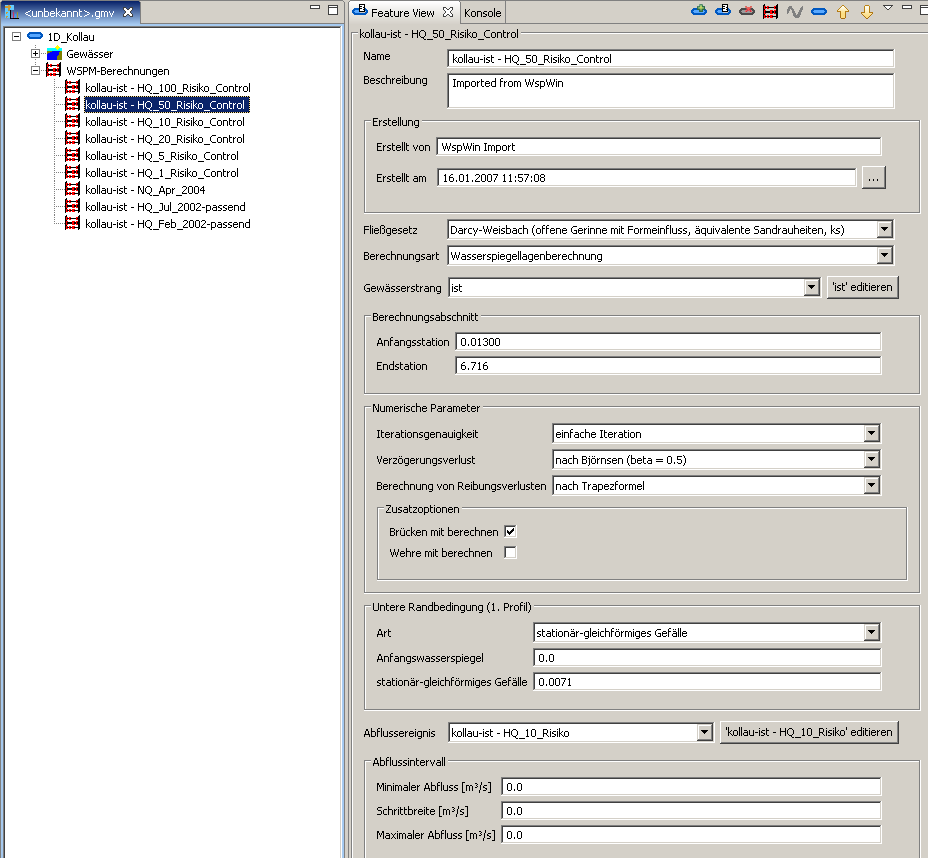 <unbekannt>.gmv
1D_Kollau
Gewässer
WSPM-Berechnungen
kollau-ist - HQ_100_Risiko_Control
kollau-ist - HQ_50_Risiko_Control
kollau-ist - HQ_10_Risiko_Control
kollau-ist - HQ_20_Risiko_Control
kollau-ist - HQ_5_Risiko_Control
kollau-ist - HQ_1_Risiko_Control
kollau-ist - NQ_Apr_2004
kollau-ist - HQ_Jul_2002-passend
kollau-ist - HQ_Feb_2002-passend
Feature View Konsole
kollau-ist - HQ_50_Risiko_Control
Name kollau-ist - HQ_50_Risiko_Control
Beschreibung Imported from WspWin
Erstellung
Erstellt von WspWin Import
Erstellt am 16.01.2007 11:57:08 ...
Fließgesetz Darcy-Weisbach (offene Gerinne mit Formeinfluss, äquivalente Sandrauheiten, ks)
Berechnungsart Wasserspiegellagenberechnung
Gewässerstrang ist 'ist' editieren
Berechnungsabschnitt
Anfangsstation 0.01300
Endstation 6.716
Numerische Parameter
Iterationsgenauigkeit einfache Iteration
Verzögerungsverlust nach Björnsen (beta = 0.5)
Berechnung von Reibungsverlusten nach Trapezformel
Zusatzoptionen
Brücken mit berechnen
Wehre mit berechnen
Untere Randbedingung (1. Profil)
Art stationär-gleichförmiges Gefälle
Anfangswasserspiegel 0.0
stationär-gleichförmiges Gefälle 0.0071
Abflussereignis kollau-ist - HQ_10_Risiko 'kollau-ist - HQ_10_Risiko' editieren
Abflussintervall
Minimaler Abfluss [m³/s] 0.0
Schrittbreite [m³/s] 0.0
Maximaler Abfluss [m³/s] 0.0